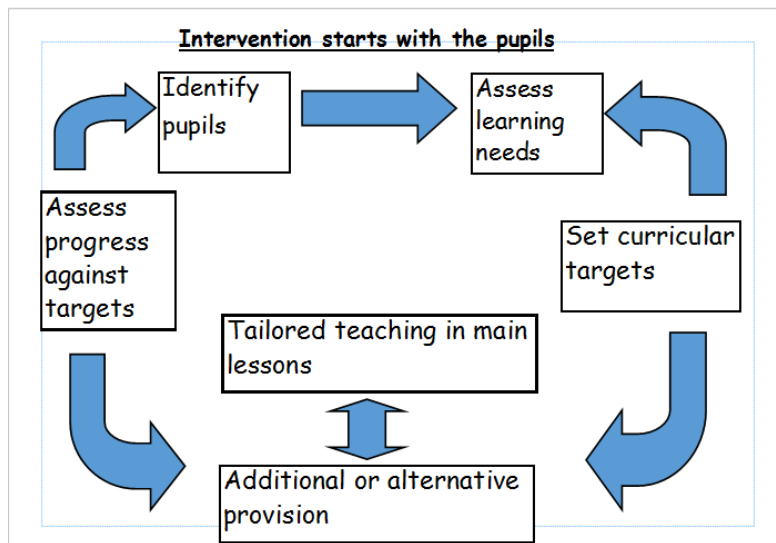 Intervention starts with the pupils
Identify
pupils
Assess
learning
needs
Assess
progress
against
targets
Set curricular
targets
Tailored teaching in main
lessons
Additional or alternative
provision